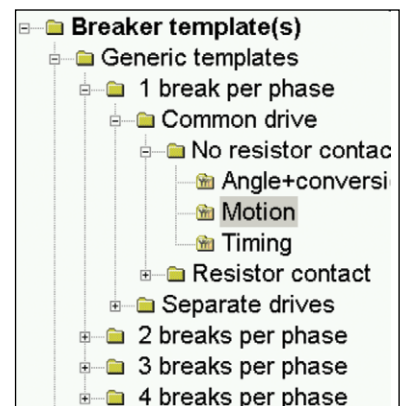 Breaker template(s)
Generic templates
1 break per phase
Common drive
No resistor contac
Angle+conversi
Motion
Timing
Resistor contact
Separate drives
2 breaks per phase
3 breaks per phase
4 breaks per phase